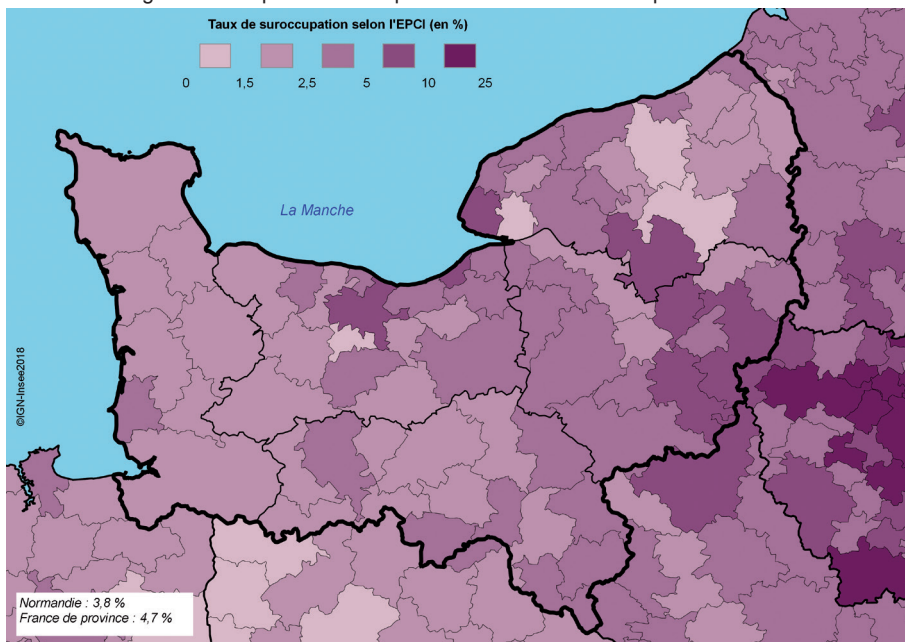 Taux de suroccupation selon l'EPCI (en %)
0 1,5 2,5 5 10 25
La Manche
©IGN-Insee2018
Normandie : 3,8 %
France de province : 4,7 %